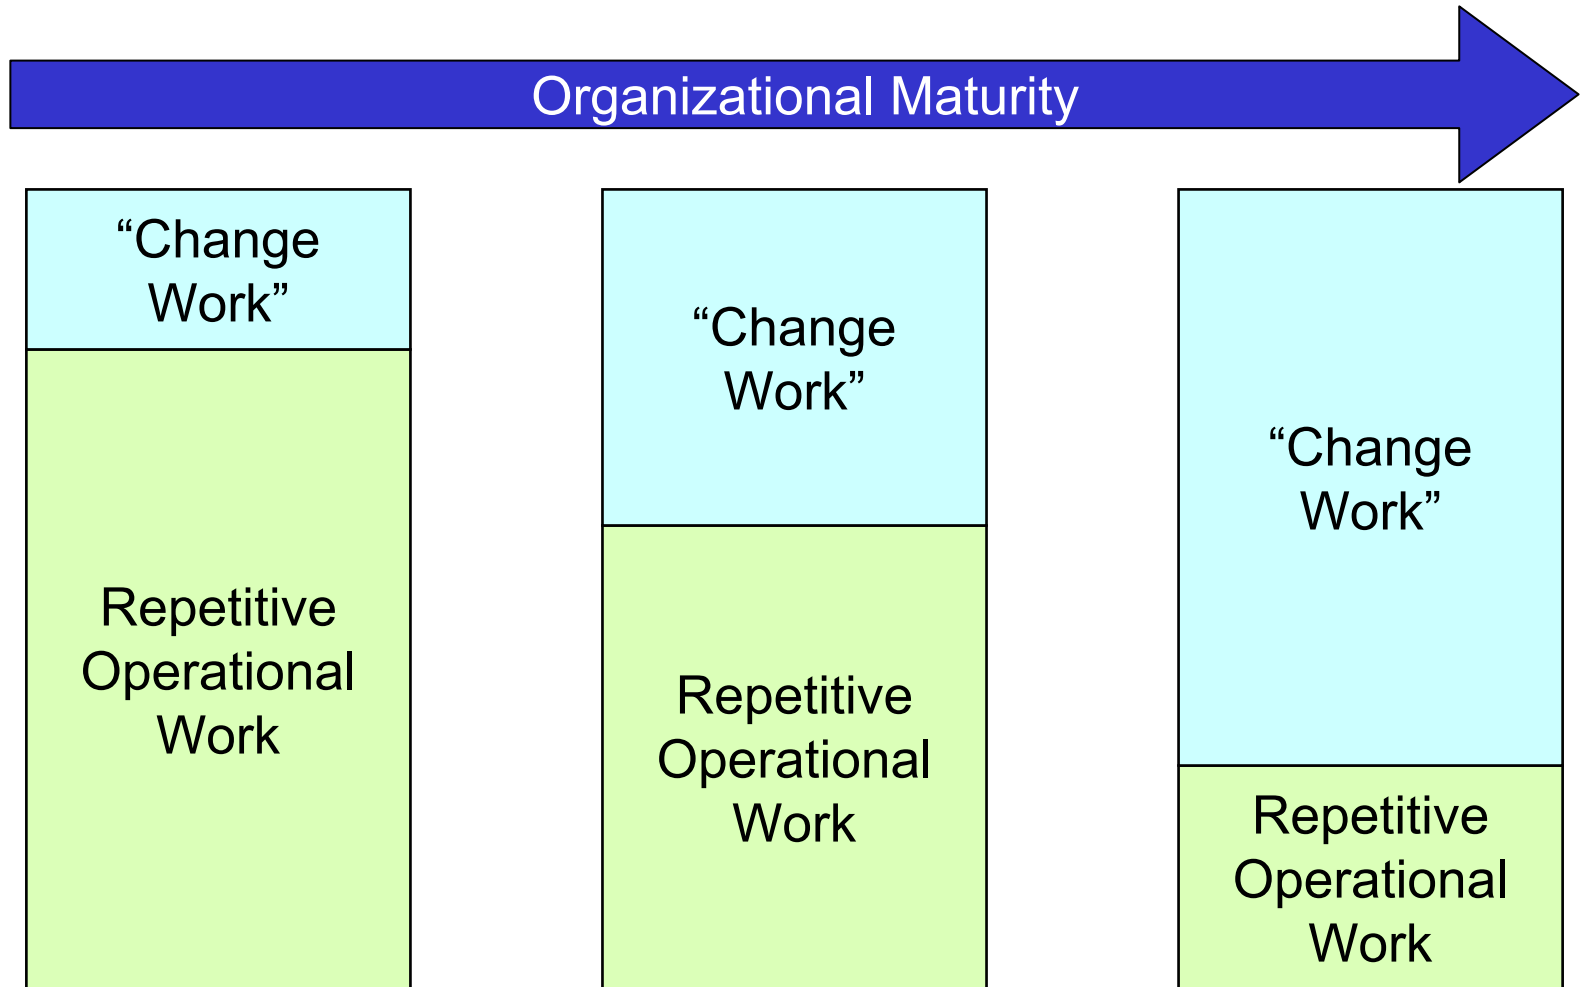 Organizational Maturity
“Change
Work”
Repetitive
Operational
Work
“Change
Work”
Repetitive
Operational
Work
“Change
Work”
Repetitive
Operational
Work